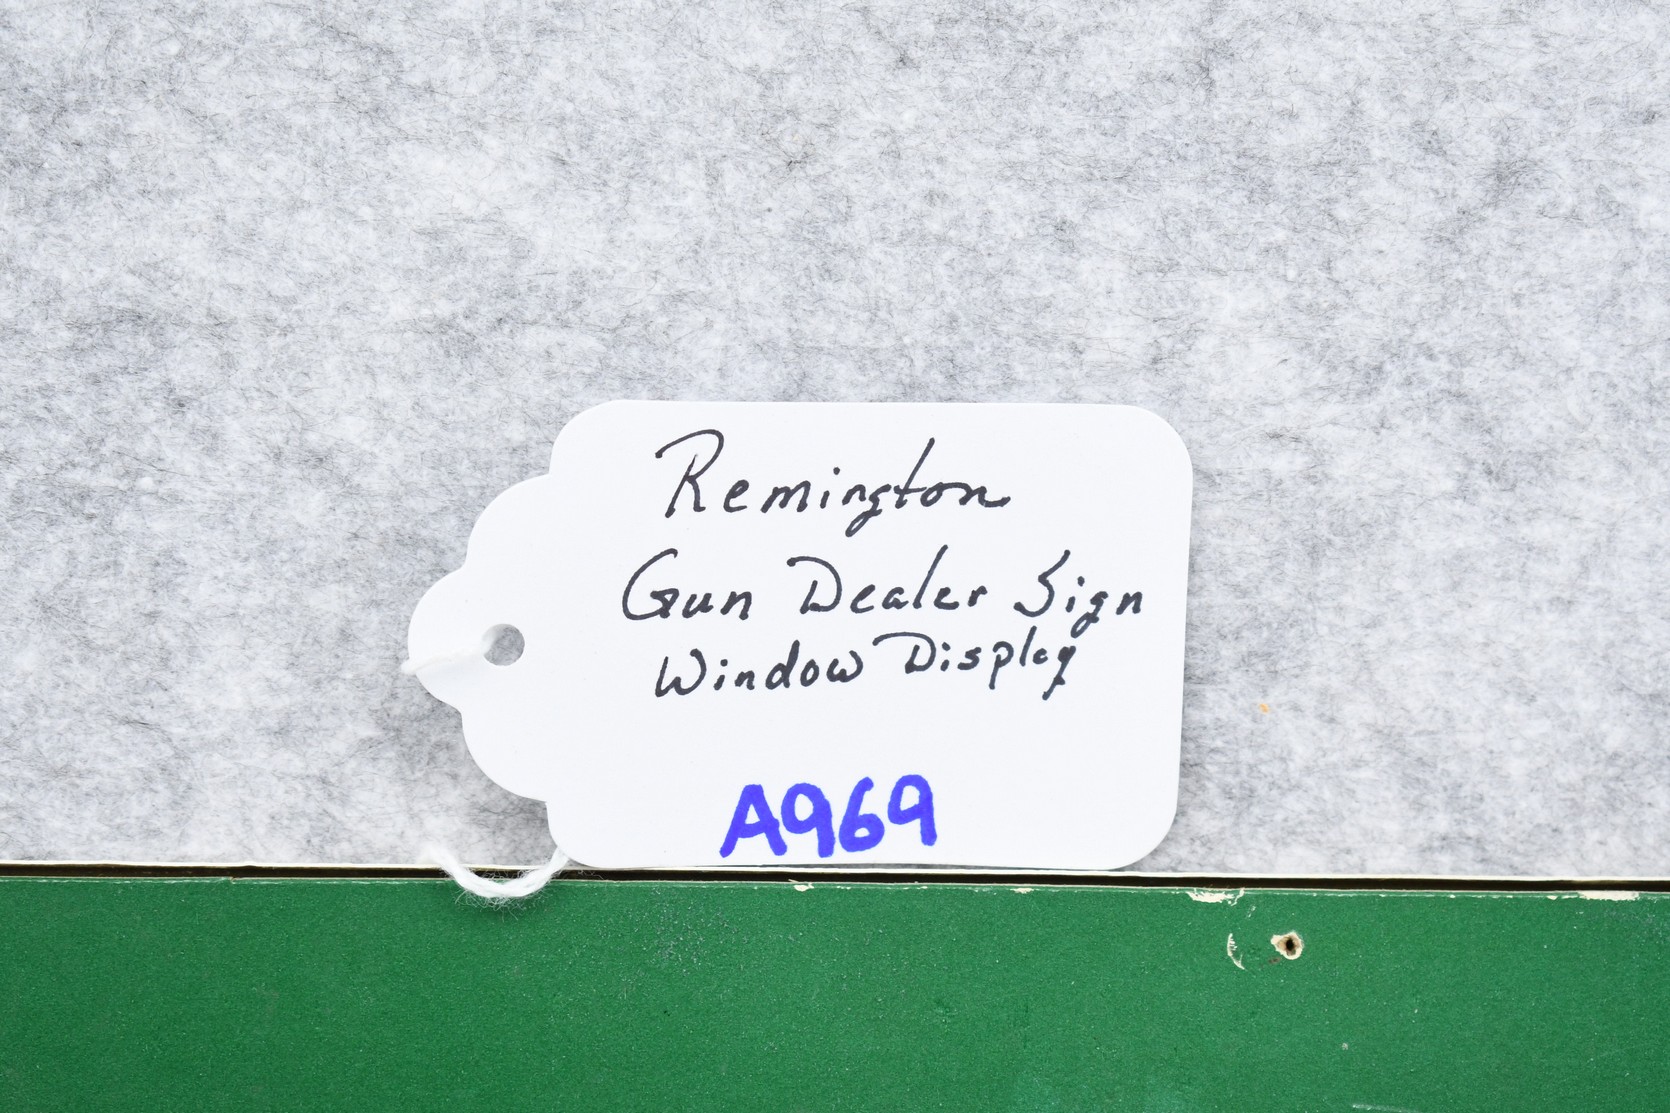 Remington
Gun Dealer Sign
Window Display
A969